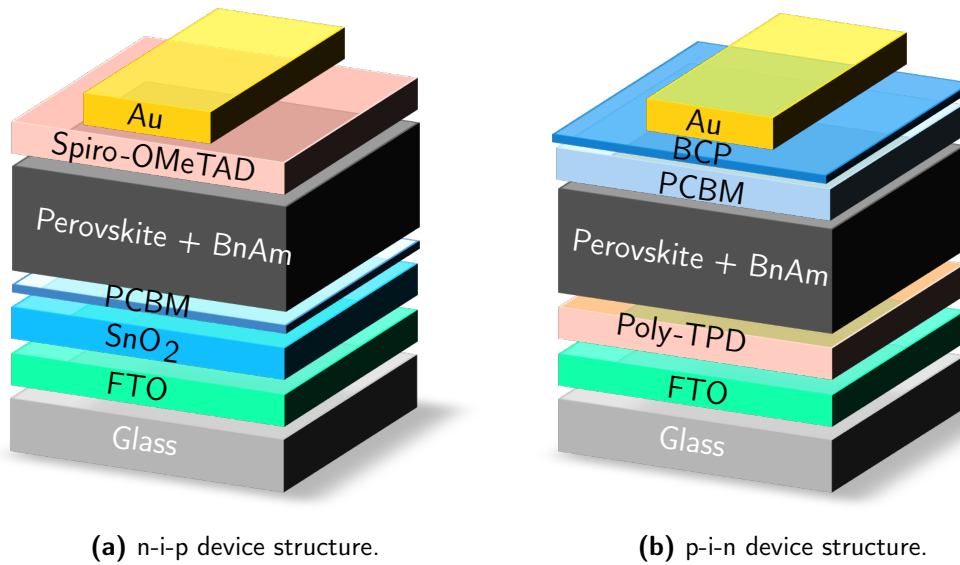 Au
Spiro-OMeTAD
Perovskite + BnAm
PCBM
SnO₂
FTO
Glass
(a) n-i-p device structure.
Au
BCP
PCBM
Perovskite + BnAm
Poly-TPD
FTO
Glass
(b) p-i-n device structure.